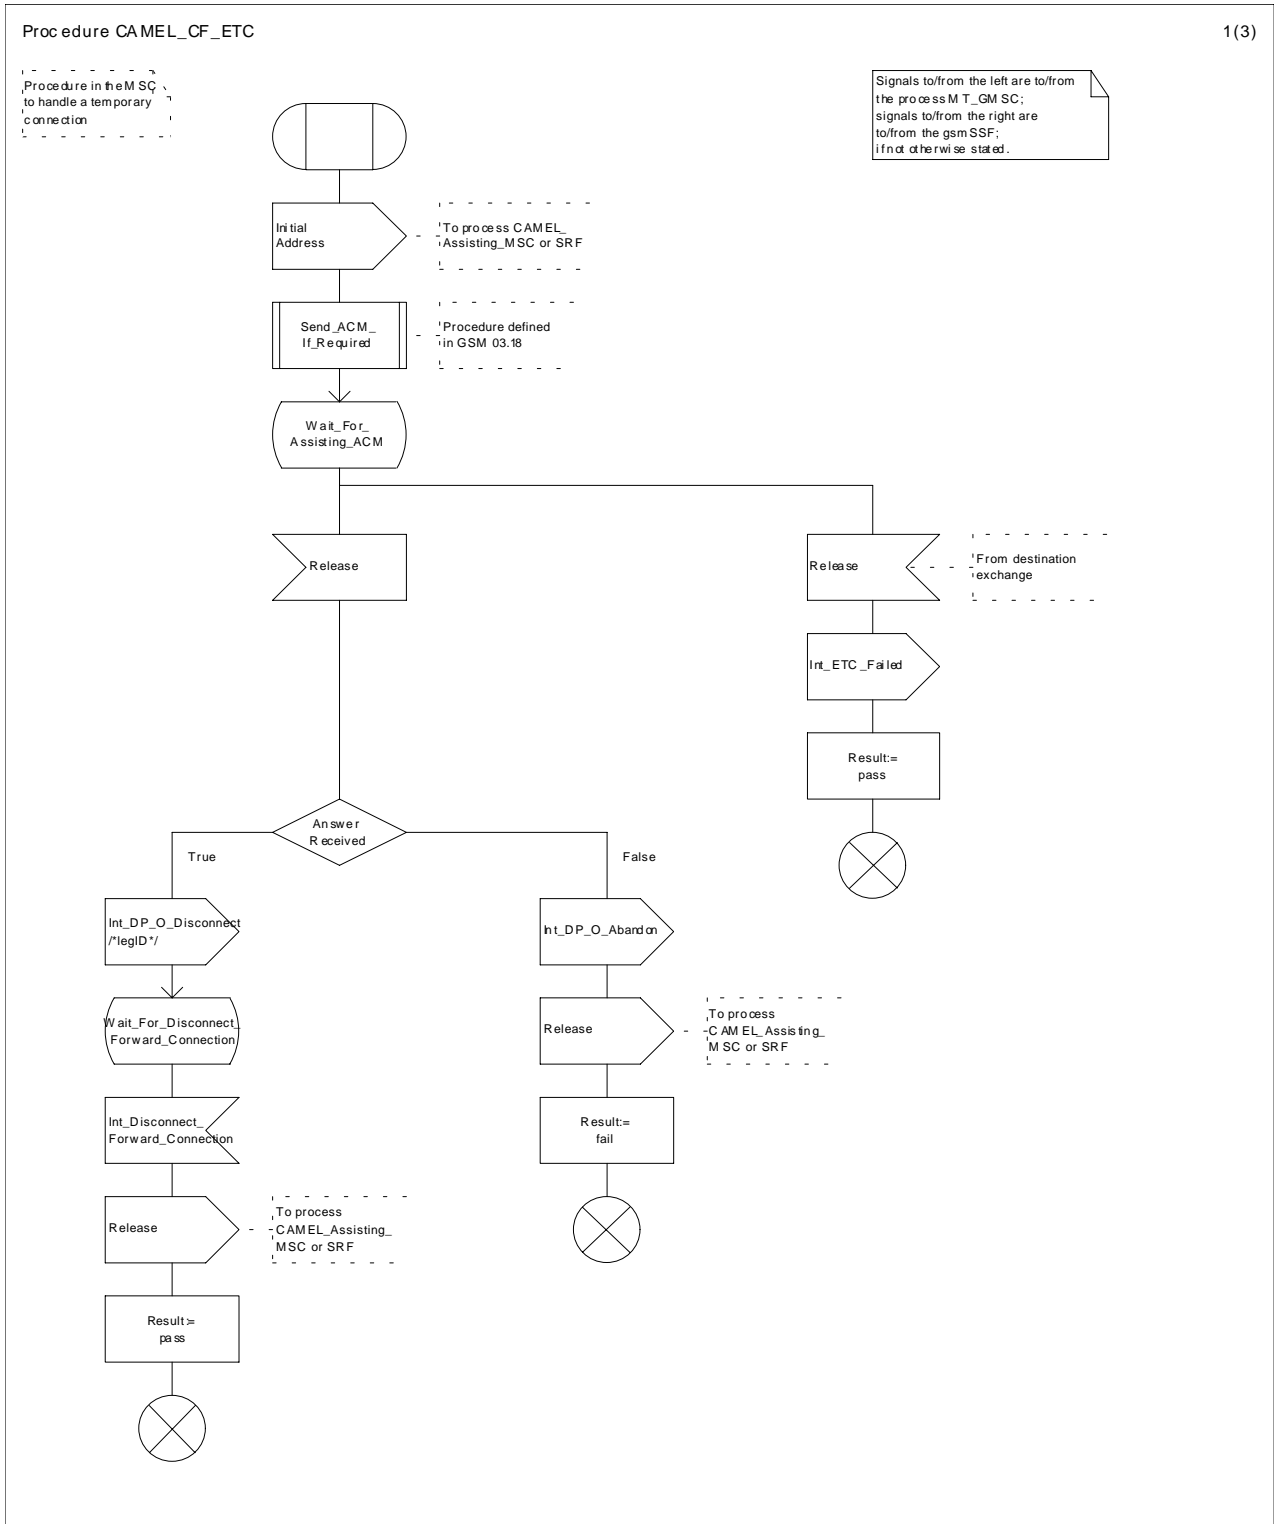 Procedure CAMEL_CF_ETC
1(3)
Procedure in the MSC
to handle a temporary
connection
Signals to/from the left are to/from
the process MT_GMSC;
signals to/from the right are
to/from the gsmSSF;
if not otherwise stated.
Initial
Address
To process CAMEL_
Assisting_MSC or SRF
Send_ACM_
If_Required
Procedure defined
in GSM 03.18
Wait_For_
Assisting_ACM
Release
Release
From destination
exchange
Int_ETC_Failed
Result:=
pass
Answer
Received
True
False
Int_DP_O_Disconnect
/*legID*/
Int_DP_O_Abandon
Wait_For_Disconnect_
Forward_Connection
Release
To process
CAMEL_Assisting_
MSC or SRF
Int_Disconnect_
Forward_Connection
Result:=
fail
Release
To process
CAMEL_Assisting_
MSC or SRF
Result:=
pass